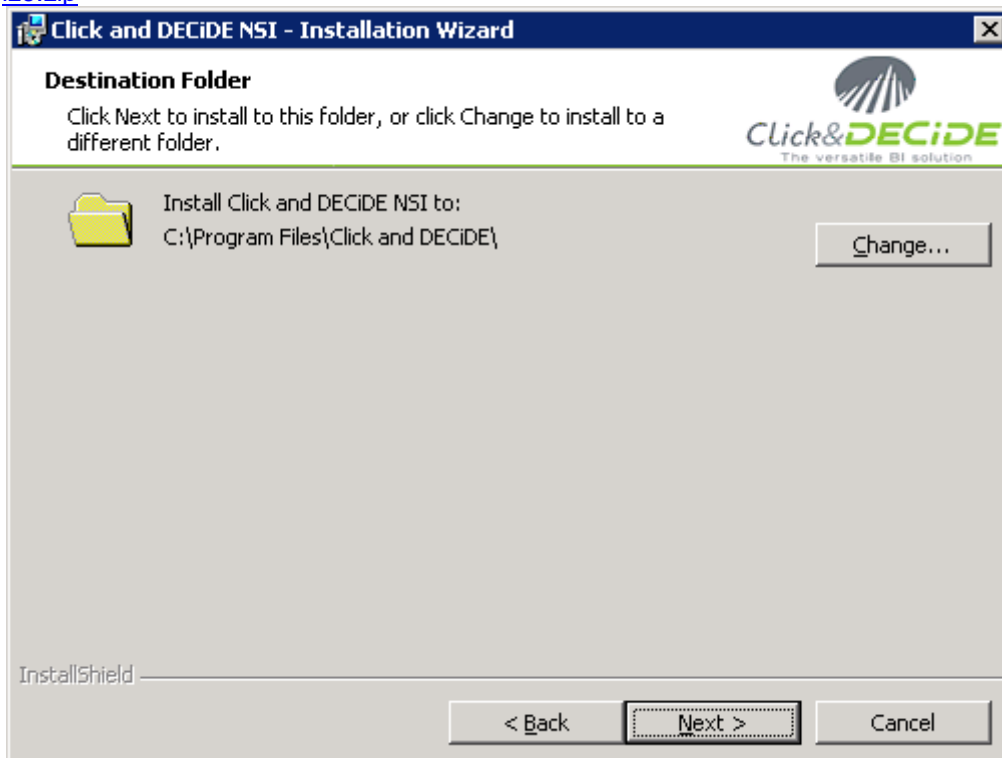 Click and DECiDE NSI - Installation Wizard
Destination Folder
Click Next to install to this folder, or click Change to install to a
different folder.
Click&DECiDE
The versatile BI solution
Install Click and DECiDE NSI to:
C:\Program Files\Click and DECiDE\
Change...
InstallShield
< Back
Next >
Cancel